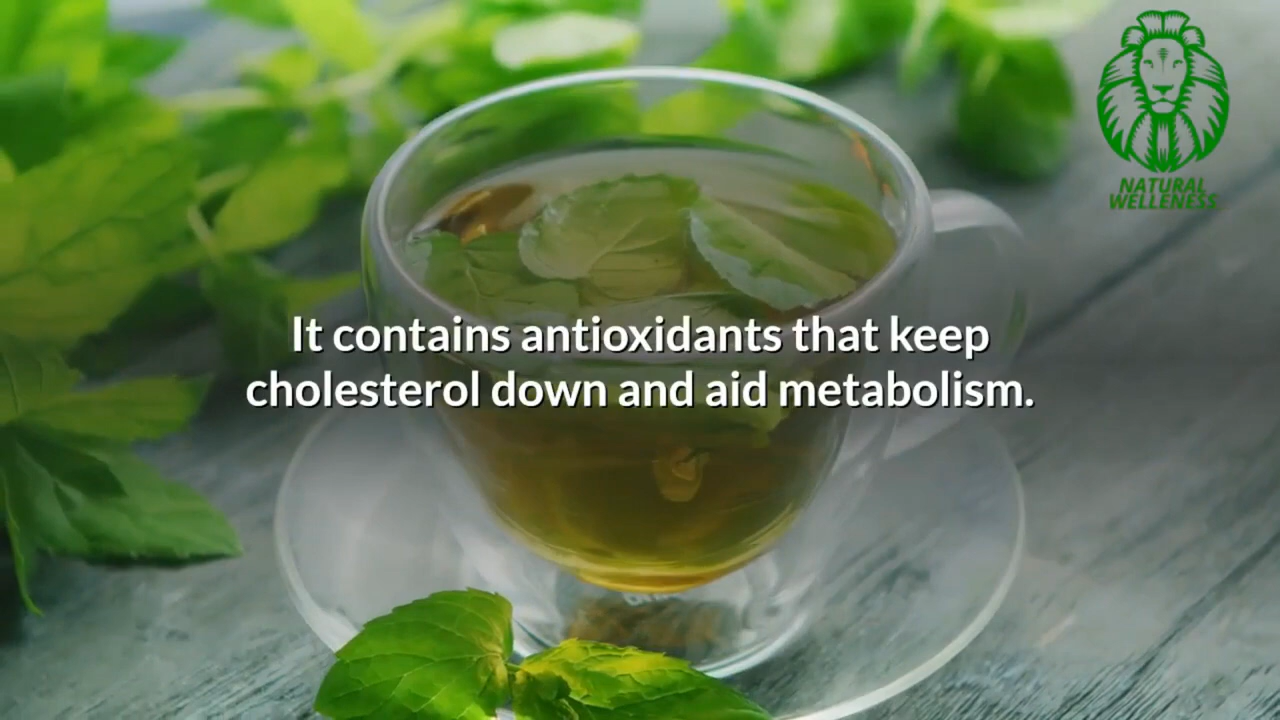 NATURAL
WELLENESS
It contains antioxidants that keep
cholesterol down and aid metabolism.